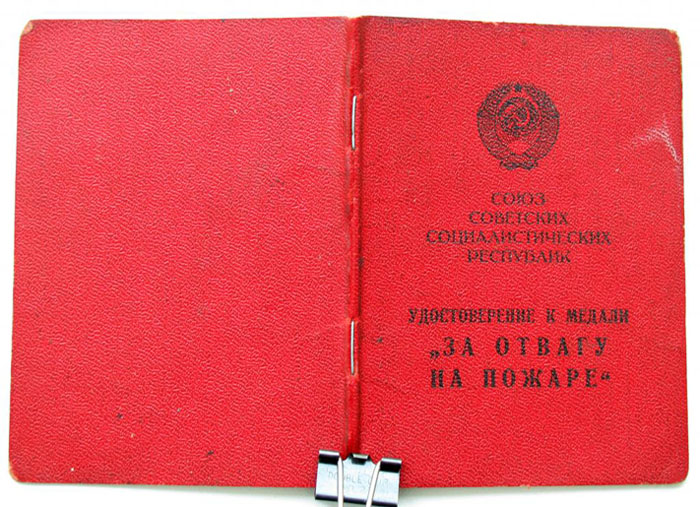 СОЮЗ
СОВЕТСКИХ
СОЦИАЛИСТИЧЕСКИХ
РЕСПУБЛИК
УДОСТОВЕРЕНИЕ К МЕДАЛИ
„ЗА ОТВАГУ
НА ПОЖАРЕ“